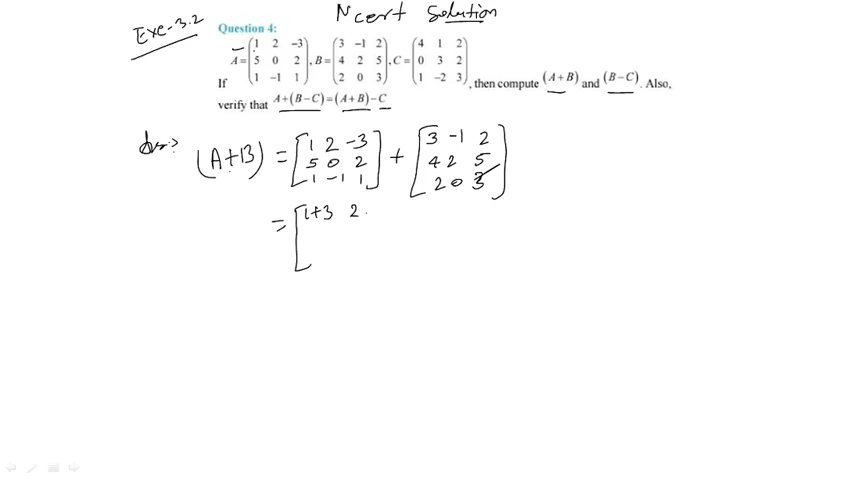 Ncert Solution
Exe-3.2
Question 4:
If A = (1 2 -3 5 0 2 1 -1 1), B = (3 -1 2 4 2 5 2 0 3), C = (4 1 2 0 3 2 1 -2 3), then compute (A+B) and (B-C). Also,
verify that A+(B-C)=(A+B)-C
Ans:>
(A+B) = [1 2 -3 5 0 2 1 -1 1] + [3 -1 2 4 2 5 2 0 3]
= [1+3 2